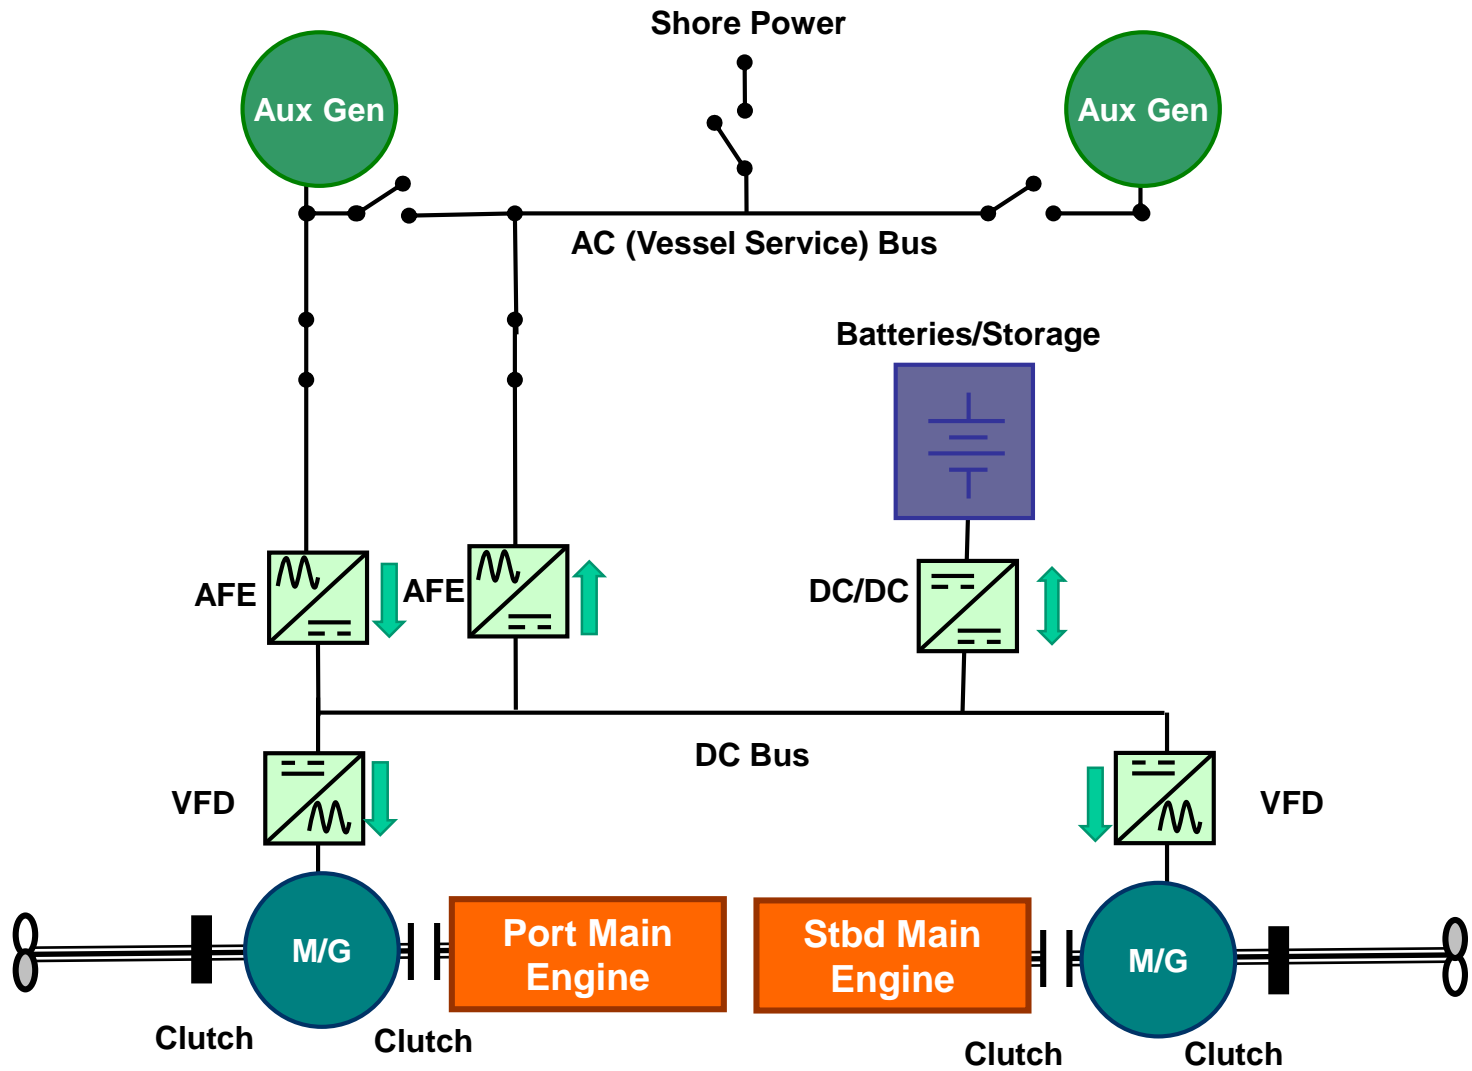 Shore Power
Aux Gen
Aux Gen
AC (Vessel Service) Bus
Batteries/Storage
AFE
AFE
DC/DC
DC Bus
VFD
VFD
M/G
Port Main
Engine
Stbd Main
Engine
M/G
Clutch
Clutch
Clutch
Clutch